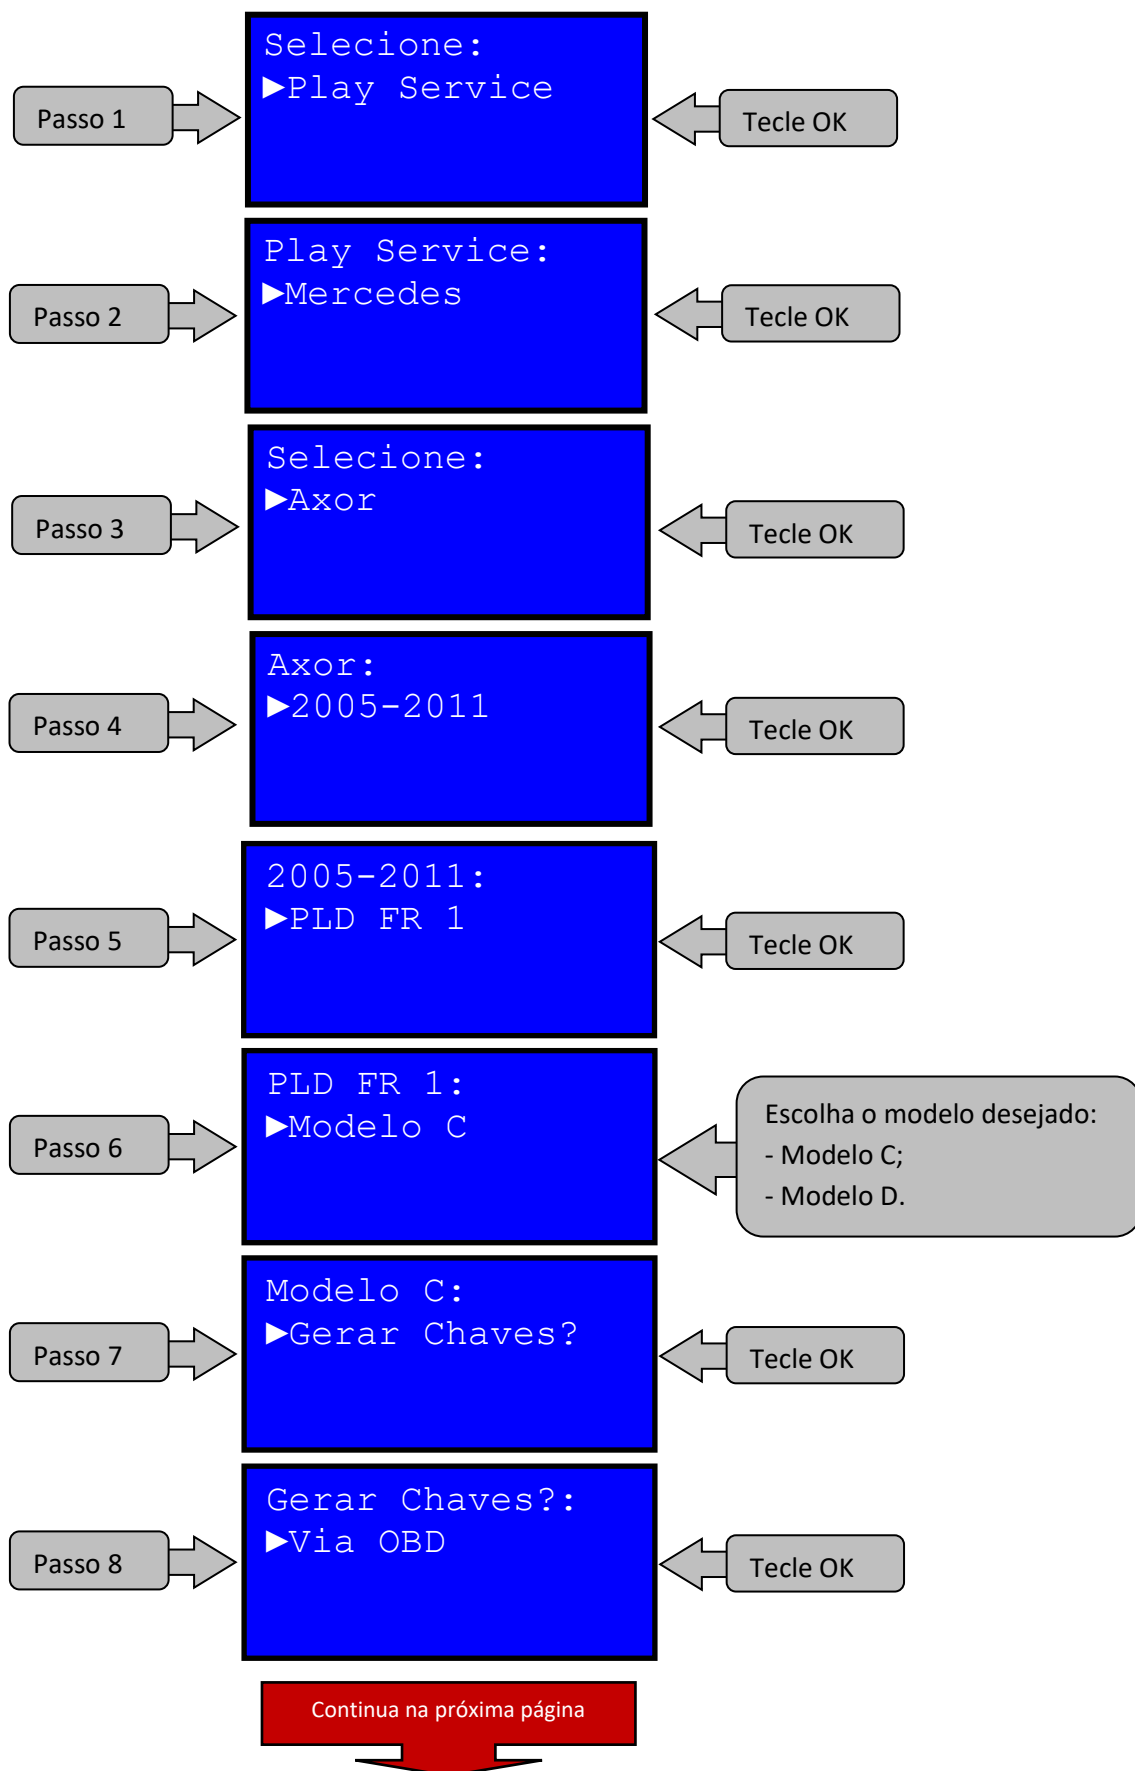 Selecione:
►Play Service
Passo 1
Tecle OK
Play Service:
►Mercedes
Passo 2
Tecle OK
Selecione:
►Axor
Passo 3
Tecle OK
Axor:
►2005-2011
Passo 4
Tecle OK
2005-2011:
►PLD FR 1
Passo 5
Tecle OK
PLD FR 1:
►Modelo C
Passo 6
Escolha o modelo desejado:
- Modelo C;
- Modelo D.
Modelo C:
►Gerar Chaves?
Passo 7
Tecle OK
Gerar Chaves?:
►Via OBD
Passo 8
Tecle OK
Continua na próxima página